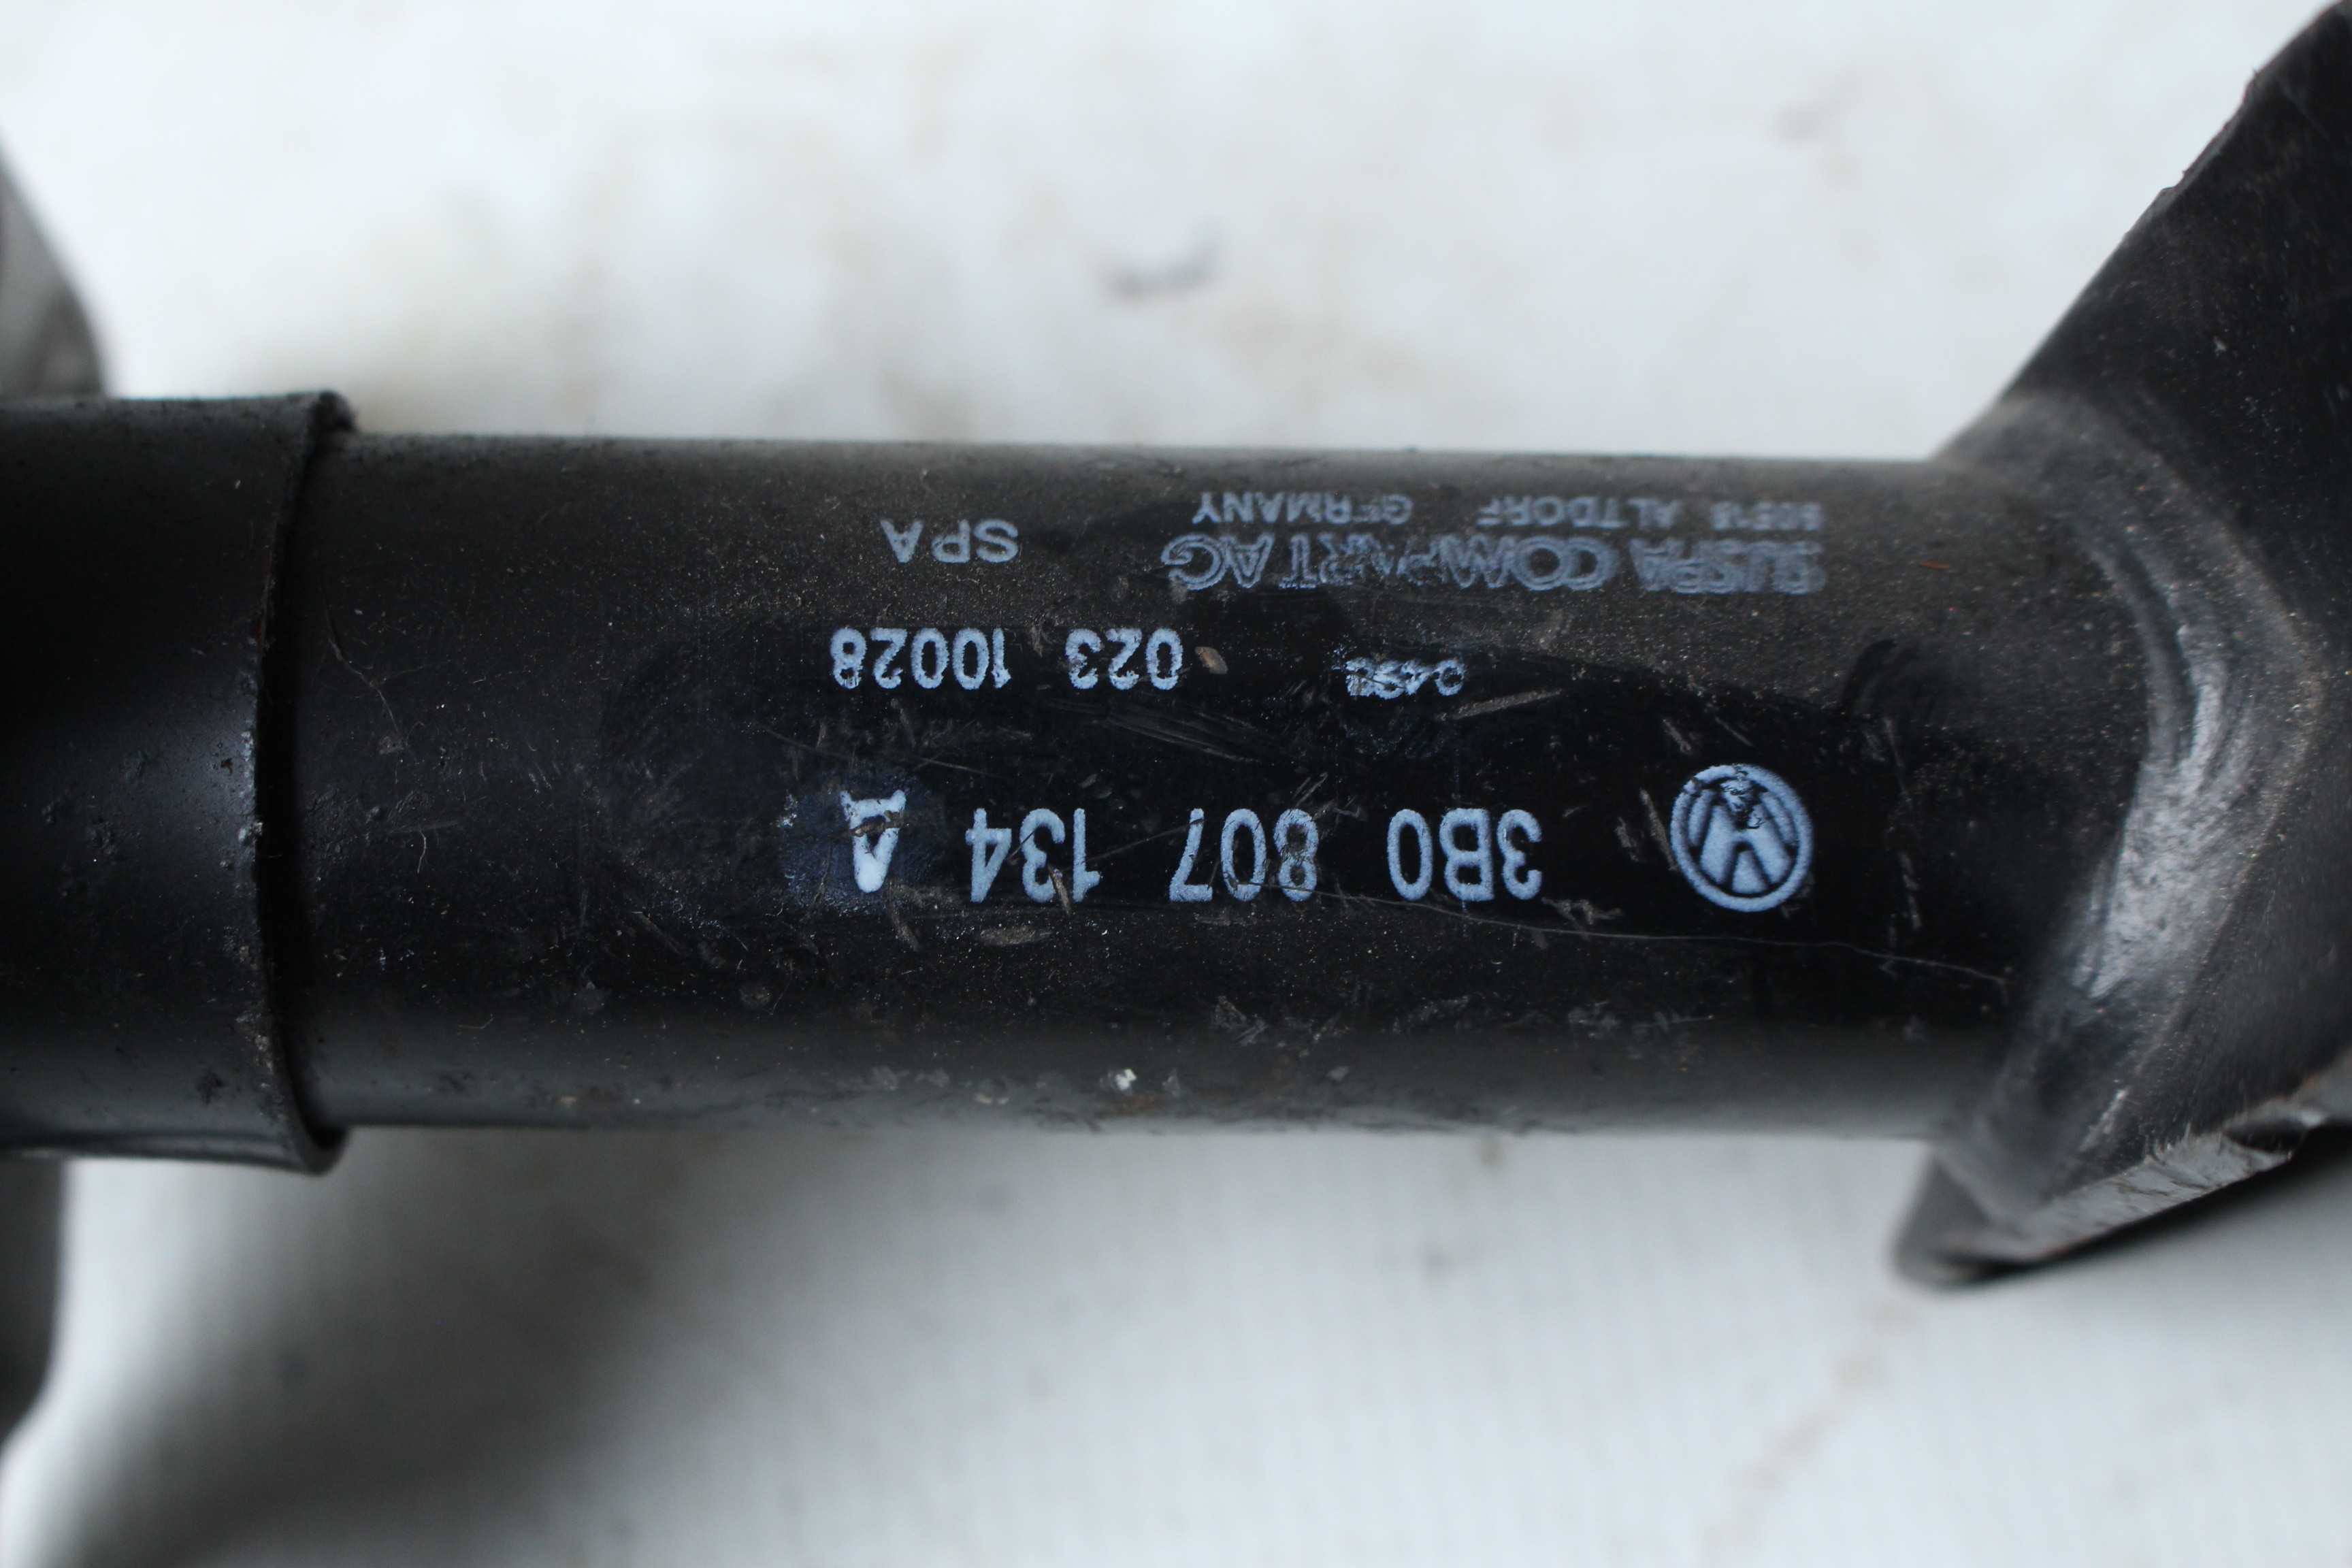 3B0 807 134 A
023 10028
SUSPA COMPART AG SPA
ALTDORF GERMANY